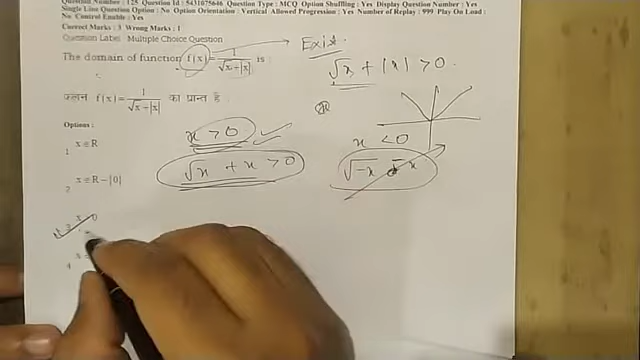 Question Number : 125 Question Id : 5431075646 Question Type : MCQ Option Shuffling : Yes Display Question Number : Yes
Single Line Question Option : No Option Orientation : Vertical Allowed Progression : Yes Number of Replay : 999 Play On Load :
No Control Enable : Yes
Correct Marks : 3 Wrong Marks : 1
Question Label : Multiple Choice Question
The domain of function f(x)=1/√x+|x| is
Exist
√x + |x| > 0
फलन f(x)=1/√x-|x| का प्रान्त है
x > 0
x < 0
√x + x > 0
√-x - x
Options :
1 x∈R
2 x∈R-{0}
3 x 0
4 x